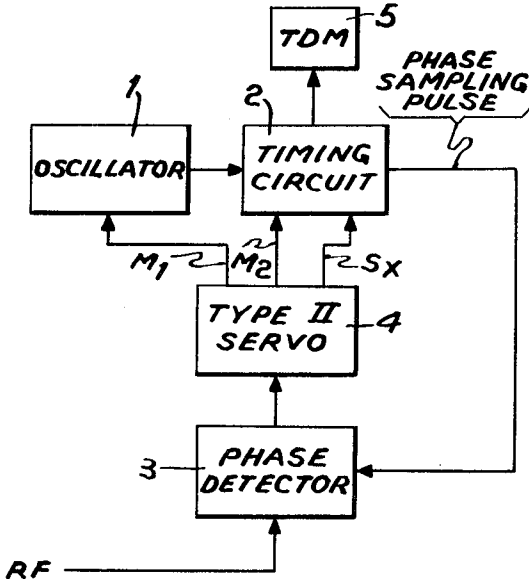 5
TDM
PHASE
SAMPLING
PULSE
1
2
OSCILLATOR
TIMING
CIRCUIT
M1
M2
SX
TYPE II
SERVO
4
3
PHASE
DETECTOR
RF